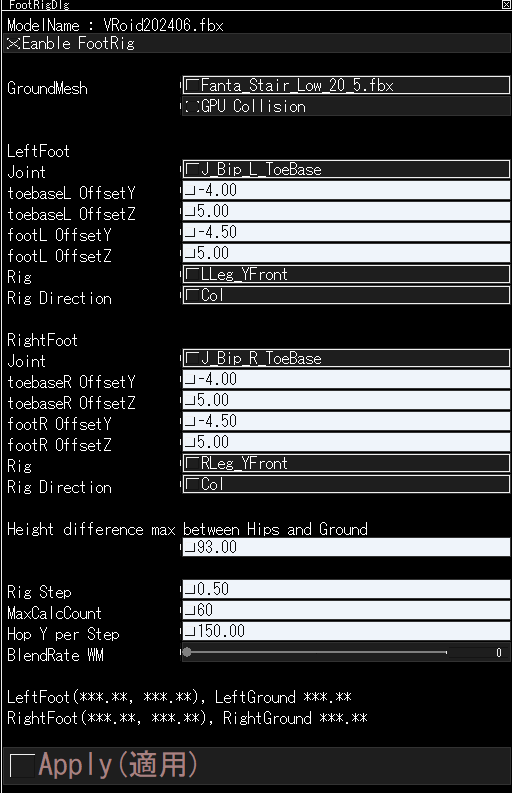 FootRigDlg
ModelName : VRoid202406.fbx
Eanble FootRig
GroundMesh Fanta_Stair_Low_20_5.fbx
GPU Collision
LeftFoot
Joint J_Bip_L_ToeBase
toebaseL OffsetY -4.00
toebaseL OffsetZ 5.00
footL OffsetY -4.50
footL OffsetZ 5.00
Rig LLeg_YFront
Rig Direction Col
RightFoot
Joint J_Bip_R_ToeBase
toebaseR OffsetY -4.00
toebaseR OffsetZ 5.00
footR OffsetY -4.50
footR OffsetZ 5.00
Rig RLeg_YFront
Rig Direction Col
Height difference max between Hips and Ground
93.00
Rig Step 0.50
MaxCalcCount 60
Hop Y per Step 150.00
BlendRate WM 0
LeftFoot(***.**, ***.**), LeftGround ***.**
RightFoot(***.**, ***.**), RightGround ***.**
Apply(適用)